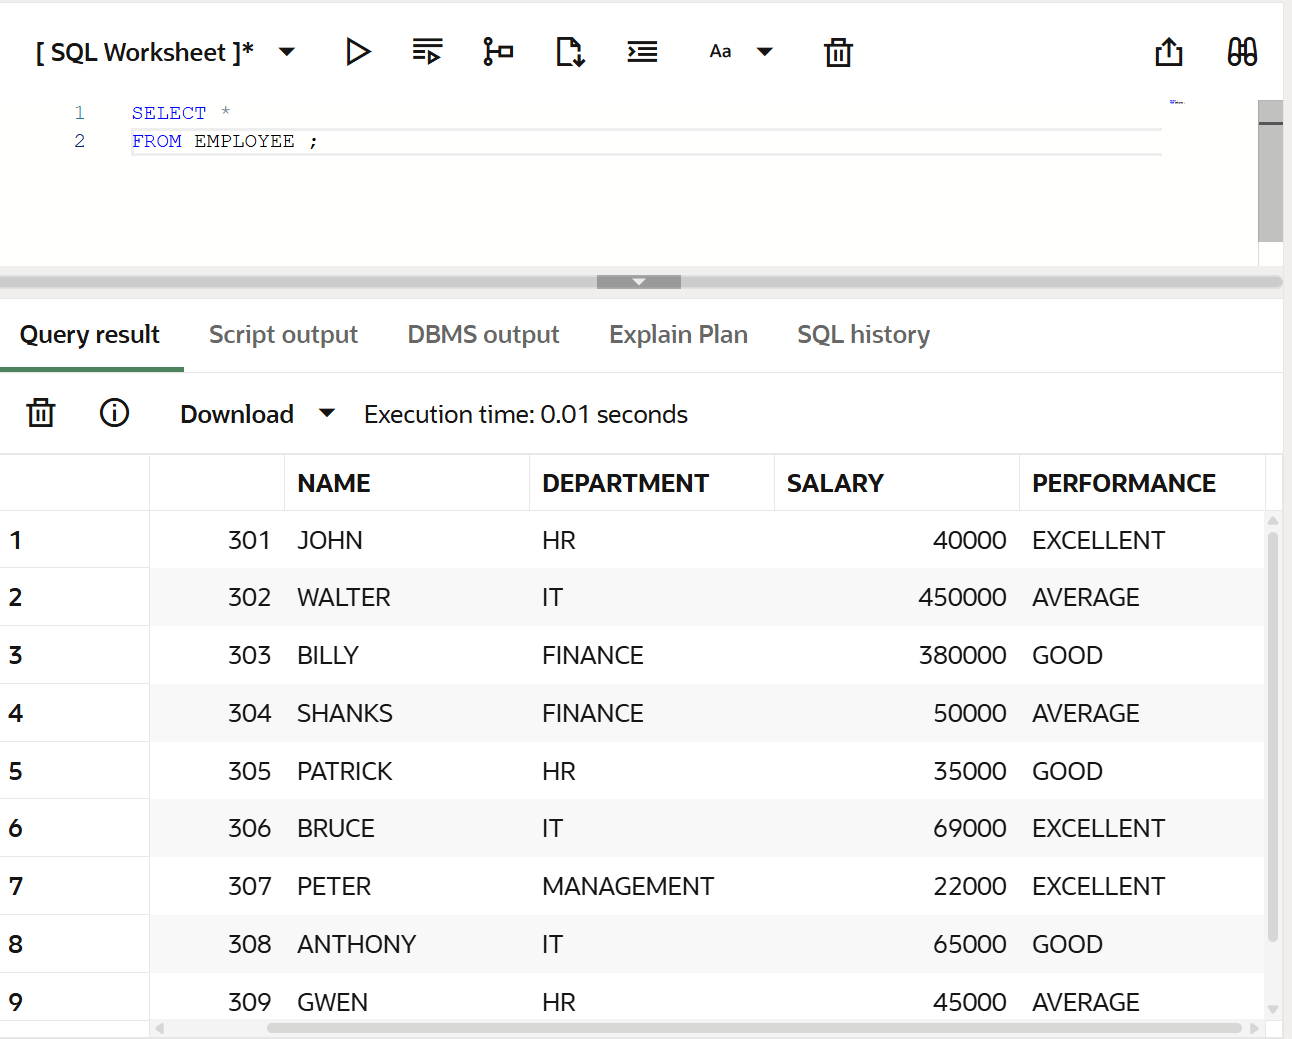 [ SQL Worksheet ]* Aa
1 SELECT *
2 FROM EMPLOYEE ;
Query result Script output DBMS output Explain Plan SQL history
Download Execution time: 0.01 seconds
NAME DEPARTMENT SALARY PERFORMANCE
1 301 JOHN HR 40000 EXCELLENT
2 302 WALTER IT 450000 AVERAGE
3 303 BILLY FINANCE 380000 GOOD
4 304 SHANKS FINANCE 50000 AVERAGE
5 305 PATRICK HR 35000 GOOD
6 306 BRUCE IT 69000 EXCELLENT
7 307 PETER MANAGEMENT 22000 EXCELLENT
8 308 ANTHONY IT 65000 GOOD
9 309 GWEN HR 45000 AVERAGE